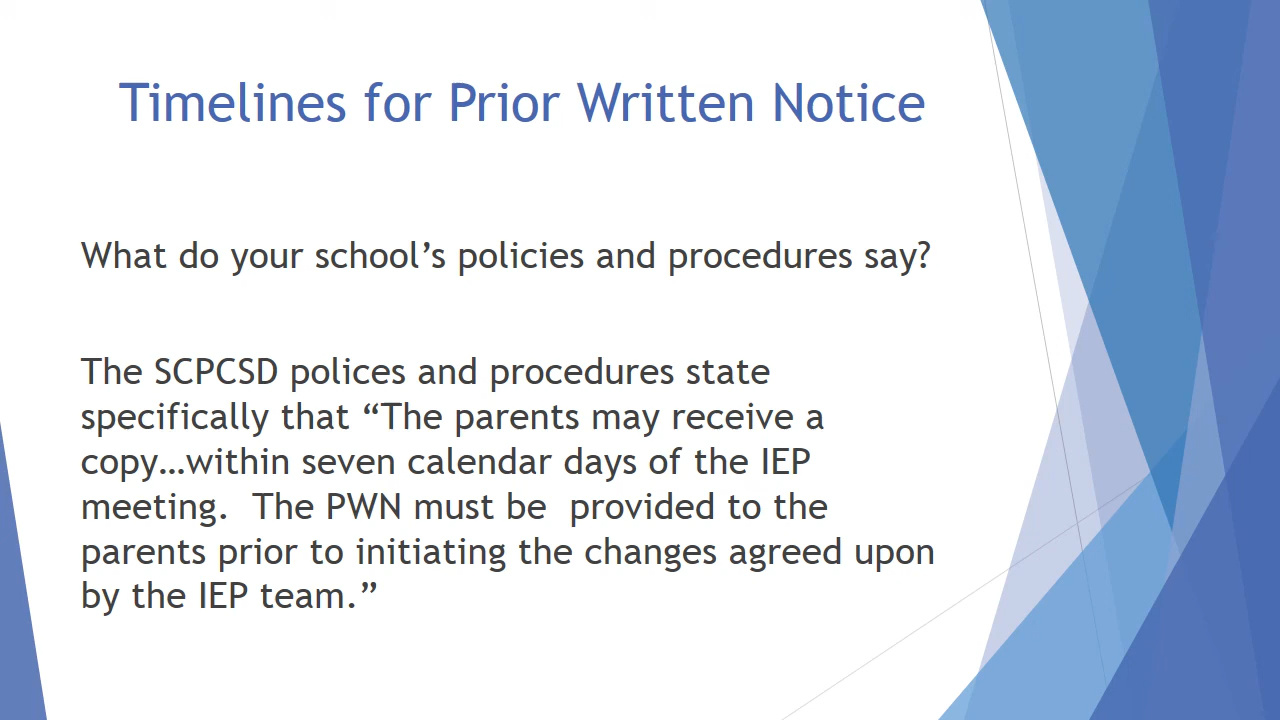 Timelines for Prior Written Notice
What do your school’s policies and procedures say?
The SCPCSD polices and procedures state
specifically that “The parents may receive a
copy…within seven calendar days of the IEP
meeting.  The PWN must be  provided to the
parents prior to initiating the changes agreed upon
by the IEP team.”